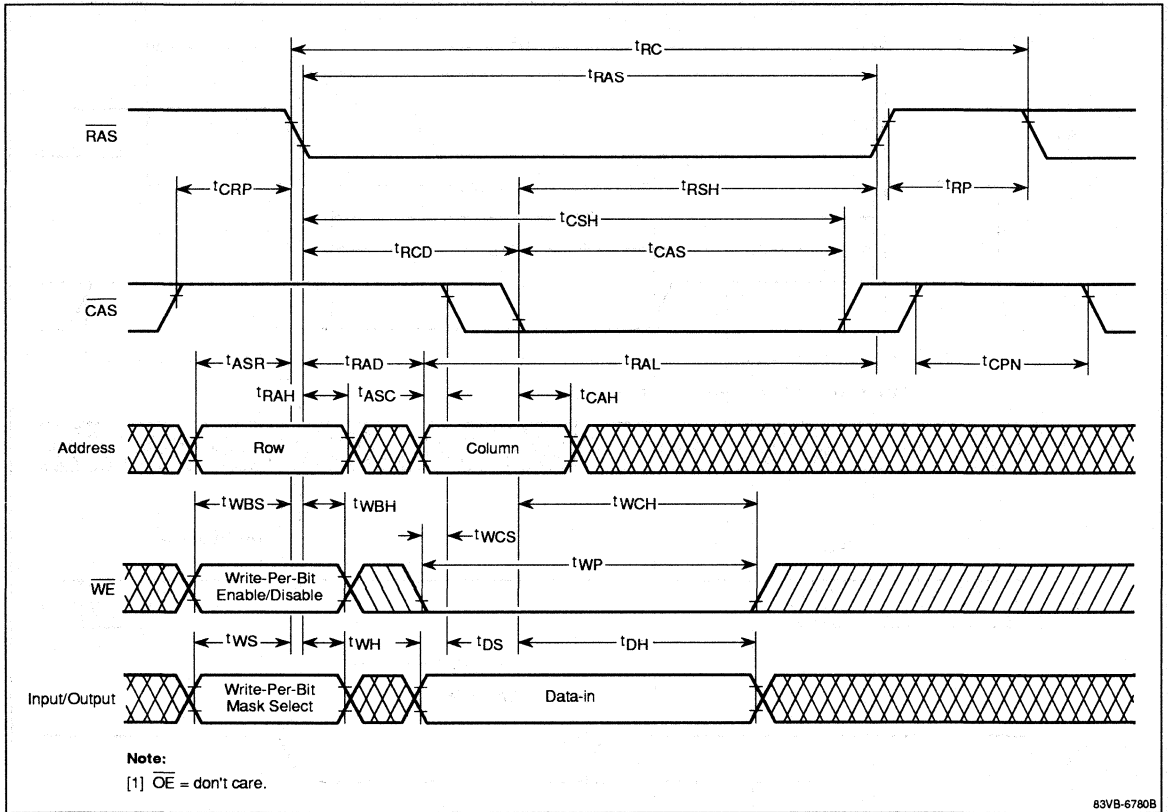 tRC
tRAS
RAS
tCRP
tRSH
tRP
tCSH
tRCD
tCAS
CAS
tASR
tRAD
tRAL
tCPN
tRAH
tASC
tCAH
Address
Row
Column
tWBS
tWBH
tWCH
tWCS
tWP
WE
Write-Per-Bit
Enable/Disable
tWS
tWH
tDS
tDH
Input/Output
Write-Per-Bit
Mask Select
Data-in
Note:
[1] OE = don't care.
83VB-6780B